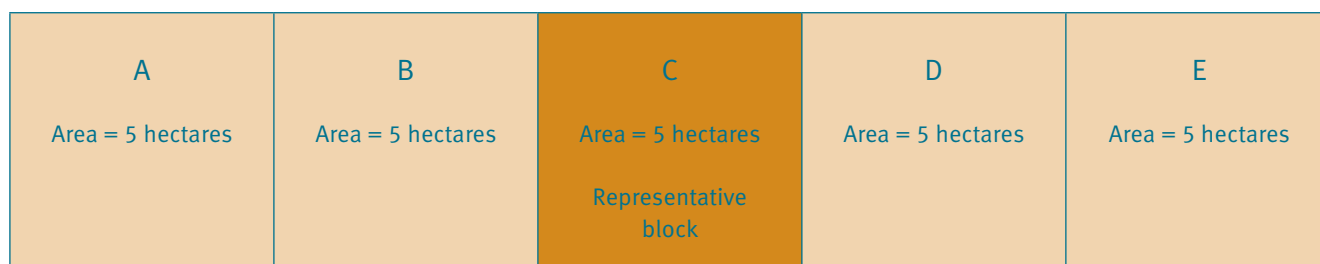 A
Area = 5 hectares
B
Area = 5 hectares
C
Area = 5 hectares
Representative
block
D
Area = 5 hectares
E
Area = 5 hectares